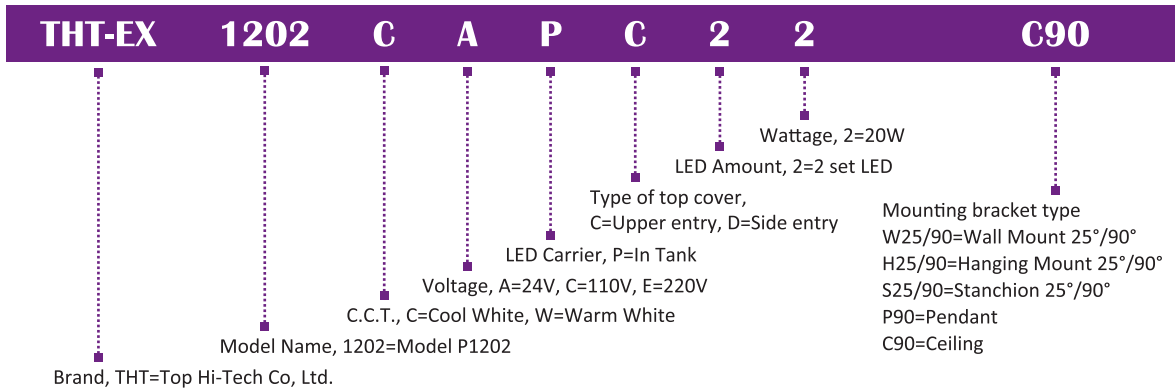 THT-EX 1202 C A P C 2 2 C90
Wattage, 2=20W
LED Amount, 2=2 set LED
Type of top cover,
C=Upper entry, D=Side entry
LED Carrier, P=In Tank
Voltage, A=24V, C=110V, E=220V
C.C.T., C=Cool White, W=Warm White
Model Name, 1202=Model P1202
Brand, THT=Top Hi-Tech Co, Ltd.
Mounting bracket type
W25/90=Wall Mount 25°/90°
H25/90=Hanging Mount 25°/90°
S25/90=Stanchion 25°/90°
P90=Pendant
C90=Ceiling